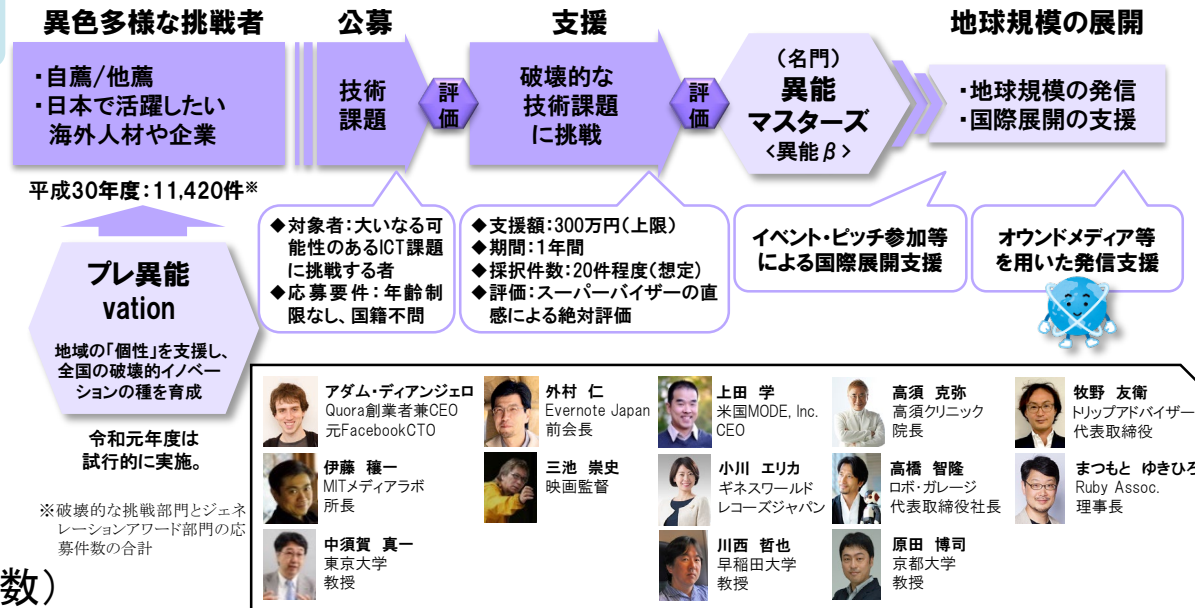 異色多様な挑戦者
公募
支援
地球規模の展開
・自薦/他薦
・日本で活躍したい
海外人材や企業
技術
課題
評
価
破壊的な
技術課題
に挑戦
評
価
(名門)
異能
マスターズ
<異能β>
・地球規模の発信
・国際展開の支援
平成30年度:11,420件※
プレ異能
vation
地域の「個性」を支援し、
全国の破壊的イノベー
ションの種を育成
令和元年度は
試行的に実施。
※破壊的な挑戦部門とジェネ
レーションアワード部門の応
募件数の合計
数)
◆対象者:大いなる可
能性のあるICT課題
に挑戦する者
◆応募要件:年齢制
限なし、国籍不問
◆支援額:300万円(上限)
◆期間:1年間
◆採択件数:20件程度(想定)
◆評価:スーパーバイザーの直
感による絶対評価
イベント・ピッチ参加等
による国際展開支援
オウンドメディア等
を用いた発信支援
アダム・ディアンジェロ
Quora創業者兼CEO
元FacebookCTO
伊藤 穰一
MITメディアラボ
所長
中須賀 真一
東京大学
教授
外村 仁
Evernote Japan
前会長
三池 崇史
映画監督
上田 学
米国MODE, Inc.
CEO
小川 エリカ
ギネスワールド
レコーズジャパン
川西 哲也
早稲田大学
教授
高須 克弥
高須クリニック
院長
高橋 智隆
ロボ・ガレージ
代表取締役社長
原田 博司
京都大学
教授
牧野 友衛
トリップアドバイザー
代表取締役
まつもと ゆきひろ
Ruby Assoc.
理事長